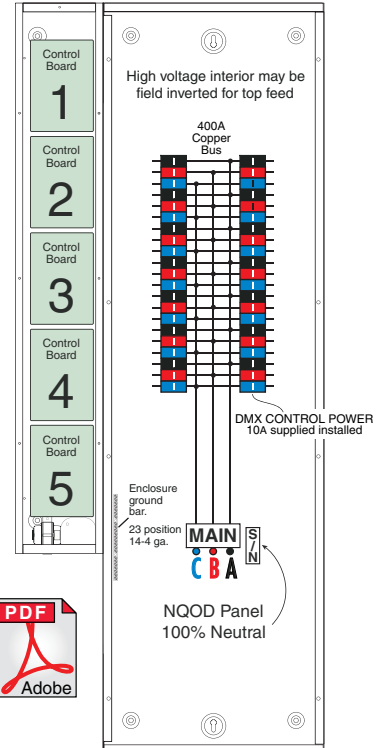 Control
Board
1
Control
Board
2
Control
Board
3
Control
Board
4
Control
Board
5
High voltage interior may be
field inverted for top feed
400A
Copper
Bus
DMX CONTROL POWER
10A supplied installed
Enclosure
ground
bar.
23 position
14-4 ga.
MAIN
S/N
C B A
NQOD Panel
100% Neutral
PDF
Adobe